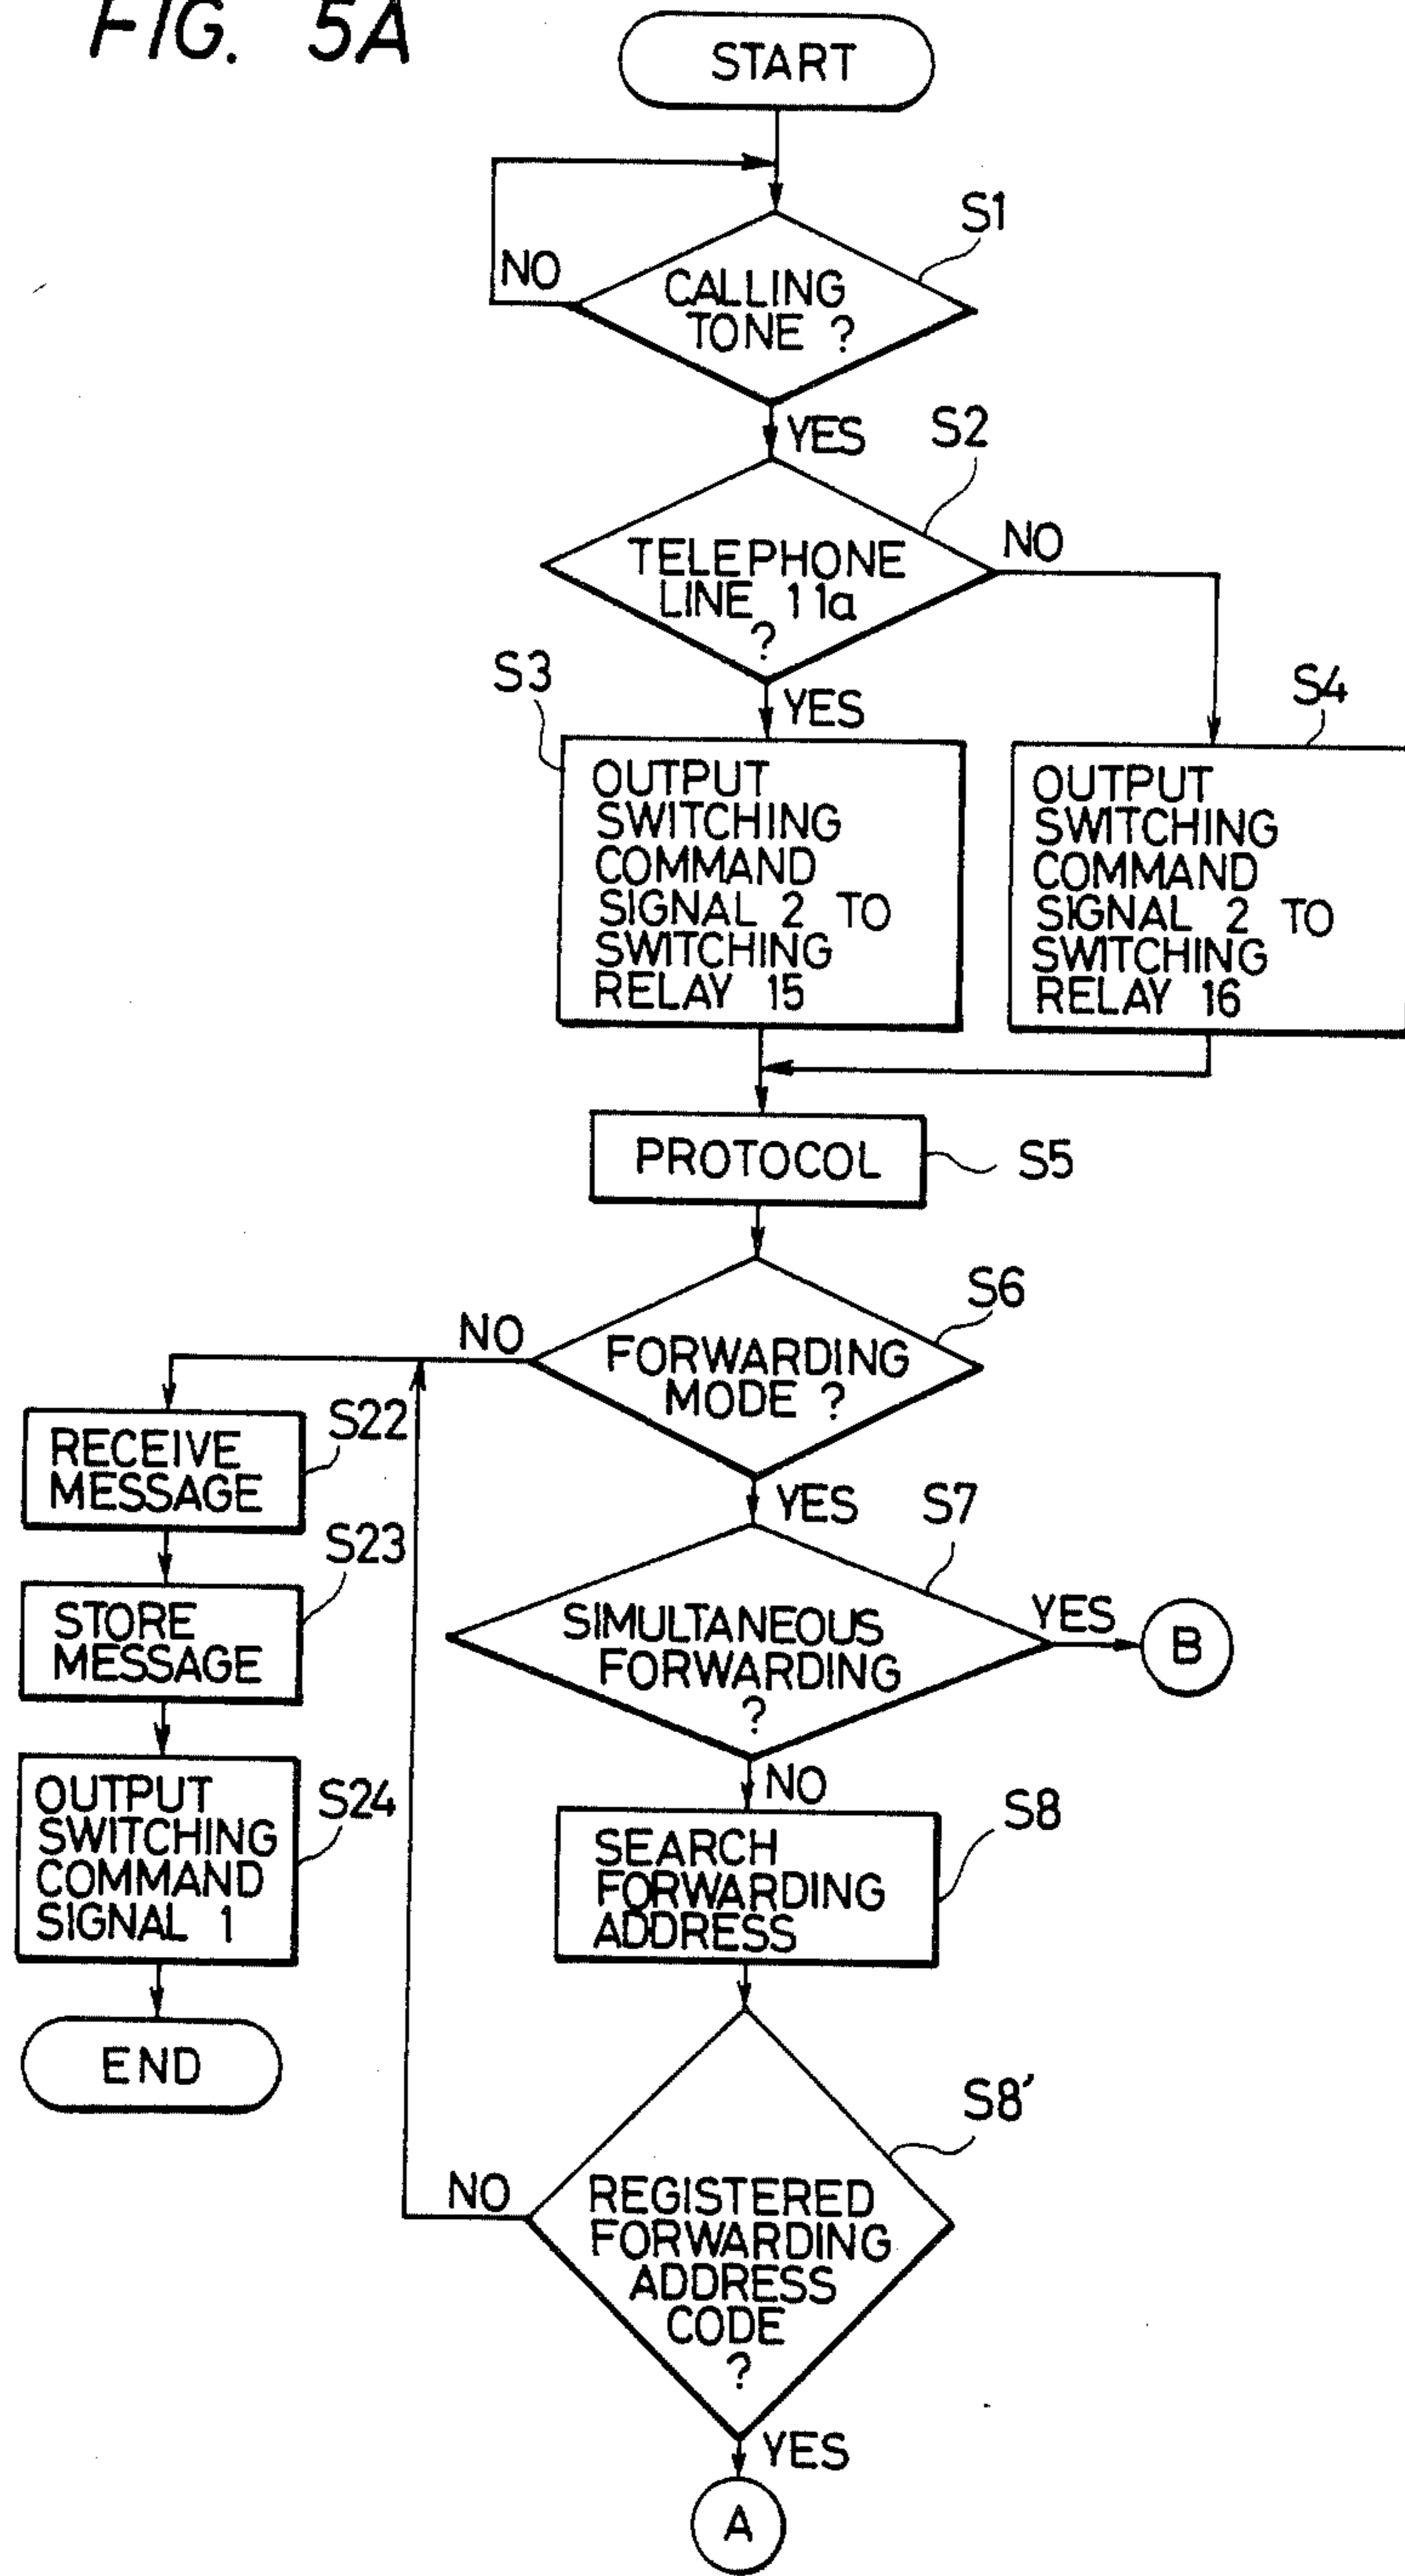 FIG. 5A
START
S1
NO
CALLING
TONE ?
YES
S2
TELEPHONE
LINE 11a
?
NO
S3
YES
S4
OUTPUT
SWITCHING
COMMAND
SIGNAL 2 TO
SWITCHING
RELAY 15
OUTPUT
SWITCHING
COMMAND
SIGNAL 2 TO
SWITCHING
RELAY 16
PROTOCOL
S5
S6
NO
FORWARDING
MODE ?
YES
S22
RECEIVE
MESSAGE
S7
S23
STORE
MESSAGE
SIMULTANEOUS
FORWARDING
?
YES
B
NO
S24
OUTPUT
SWITCHING
COMMAND
SIGNAL 1
S8
SEARCH
FORWARDING
ADDRESS
END
S8'
NO
REGISTERED
FORWARDING
ADDRESS
CODE
?
YES
A